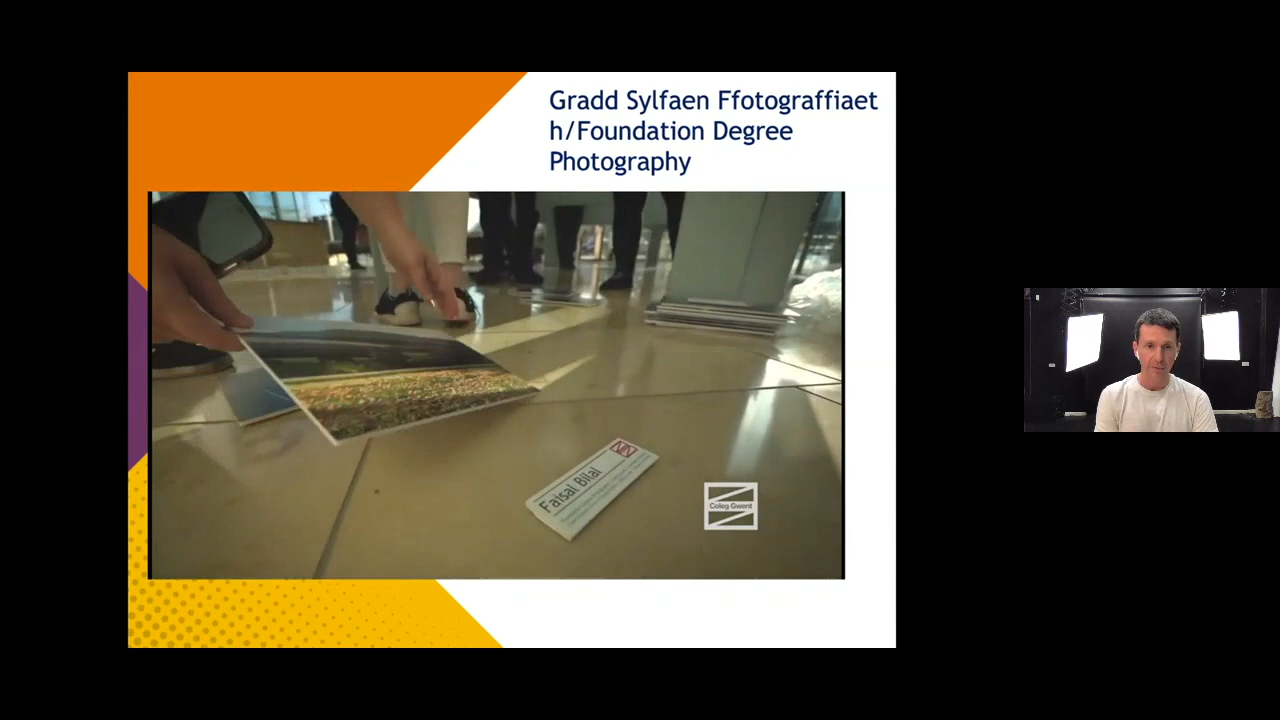 Gradd Sylfaen Ffotograffiaet
h/Foundation Degree
Photography
Faisal Bilal
Coleg Gwent